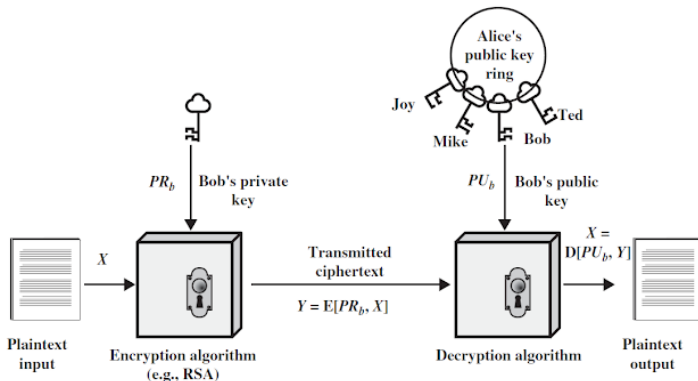 Alice's
public key
ring
Joy
Mike
Bob
Ted
PR_b
Bob's private
key
PU_b
Bob's public
key
X
Transmitted
ciphertext
Y = E[PR_b, X]
X =
D[PU_b, Y]
Plaintext
input
Encryption algorithm
(e.g., RSA)
Decryption algorithm
Plaintext
output